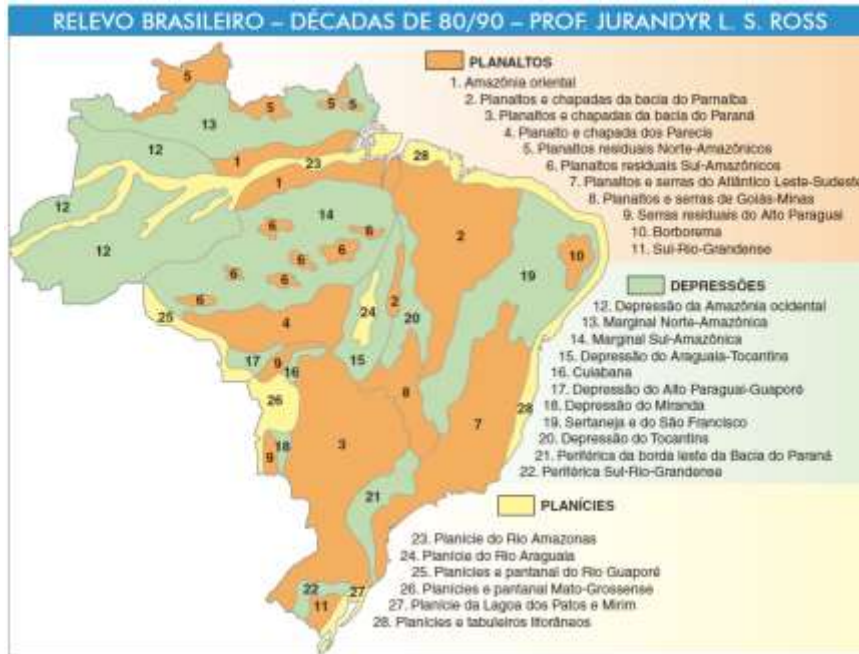 RELEVO BRASILEIRO – DÉCADAS DE 80/90 – PROF. JURANDYR L. S. ROSS
PLANALTOS
1. Amazônia oriental
2. Planaltos e chapadas da bacia do Parnaíba
3. Planaltos e chapadas da bacia do Paraná
4. Planalto e chapada dos Parecis
5. Planaltos residuais Norte-Amazônicos
6. Planaltos residuais Sul-Amazônicos
7. Planaltos e serras do Atlântico Leste-Sudeste
8. Planaltos e serras de Goiás-Minas
9. Serras residuais do Alto Paraguai
10. Borborema
11. Sul-Rio-Grandense
DEPRESSÕES
12. Depressão da Amazônia ocidental
13. Marginal Norte-Amazônica
14. Marginal Sul-Amazônica
15. Depressão do Araguaia-Tocantins
16. Cuiabana
17. Depressão do Alto Paraguai-Guaporé
18. Depressão do Miranda
19. Sertaneja e do São Francisco
20. Depressão do Tocantins
21. Periférica da borda leste da Bacia do Paraná
22. Periférica Sul-Rio-Grandense
PLANÍCIES
23. Planície do Rio Amazonas
24. Planície do Rio Araguaia
25. Planícies e pantanal do Rio Guaporé
26. Planícies e pantanal Mato-Grossense
27. Planície da Lagoa dos Patos e Mirim
28. Planícies e tabuleiros litorâneos
5
5
5 5
13
12
1
23
28
1
12
12
14
6
6
6
6
6
6
6
2
10
19
24
2
20
25
4
17
9
16
15
26
8
7
28
9
18
3
21
22
27
11